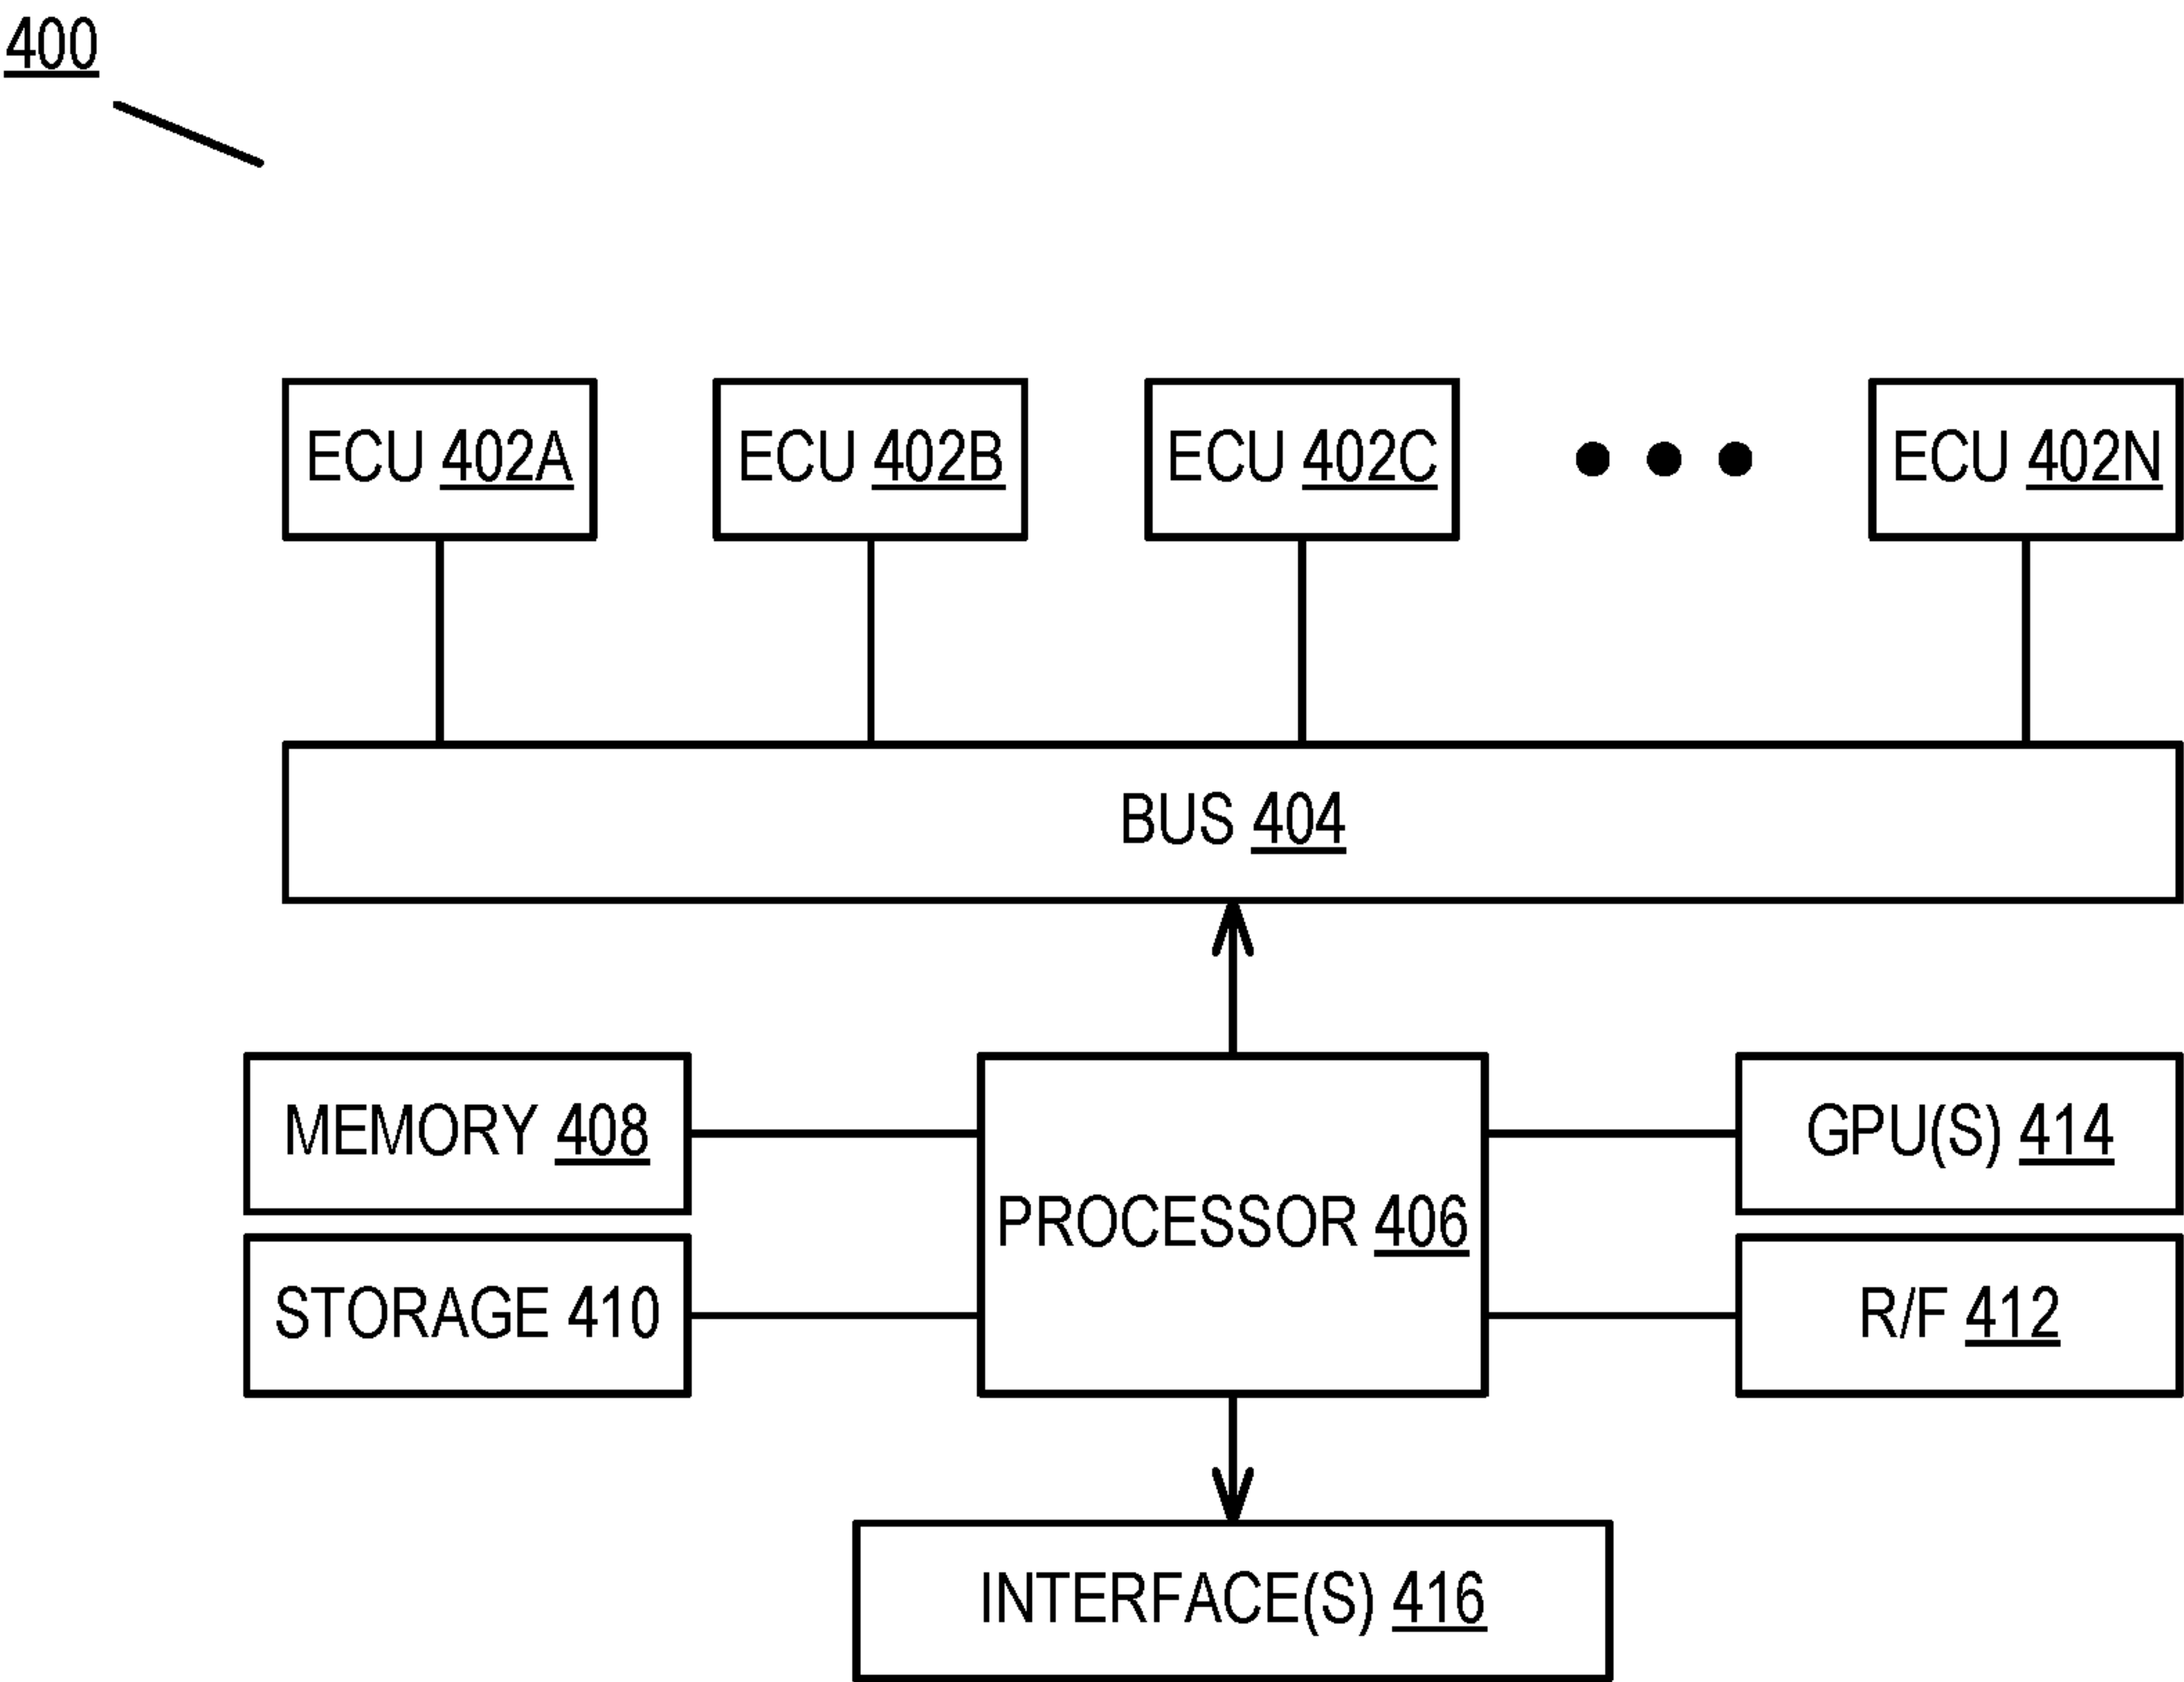 400
ECU 402A
ECU 402B
ECU 402C
ECU 402N
BUS 404
MEMORY 408
GPU(S) 414
PROCESSOR 406
STORAGE 410
R/F 412
INTERFACE(S) 416